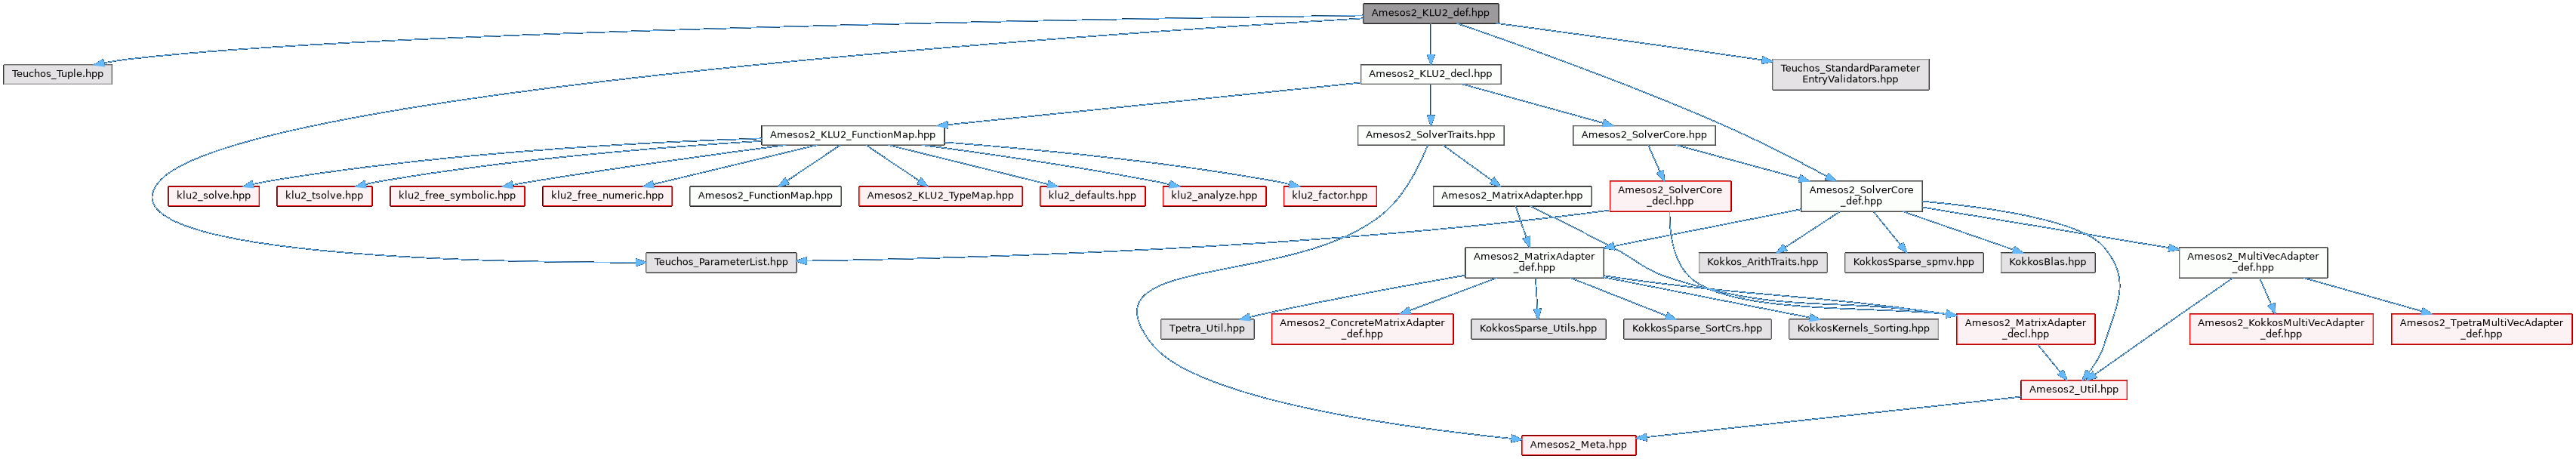 Amesos2_KLU2_def.hpp
Teuchos_Tuple.hpp
Amesos2_KLU2_decl.hpp
Teuchos_StandardParameter
EntryValidators.hpp
Amesos2_KLU2_FunctionMap.hpp
Amesos2_SolverTraits.hpp
Amesos2_SolverCore.hpp
klu2_solve.hpp
klu2_tsolve.hpp
klu2_free_symbolic.hpp
klu2_free_numeric.hpp
Amesos2_FunctionMap.hpp
Amesos2_KLU2_TypeMap.hpp
klu2_defaults.hpp
klu2_analyze.hpp
klu2_factor.hpp
Amesos2_MatrixAdapter.hpp
Amesos2_SolverCore
_decl.hpp
Amesos2_SolverCore
_def.hpp
Teuchos_ParameterList.hpp
Amesos2_MatrixAdapter
_def.hpp
Kokkos_ArithTraits.hpp
KokkosSparse_spmv.hpp
KokkosBlas.hpp
Amesos2_MultiVecAdapter
_def.hpp
Tpetra_Util.hpp
Amesos2_ConcreteMatrixAdapter
_def.hpp
KokkosSparse_Utils.hpp
KokkosSparse_SortCrs.hpp
KokkosKernels_Sorting.hpp
Amesos2_MatrixAdapter
_decl.hpp
Amesos2_KokkosMultiVecAdapter
_def.hpp
Amesos2_TpetraMultiVecAdapter
_def.hpp
Amesos2_Util.hpp
Amesos2_Meta.hpp